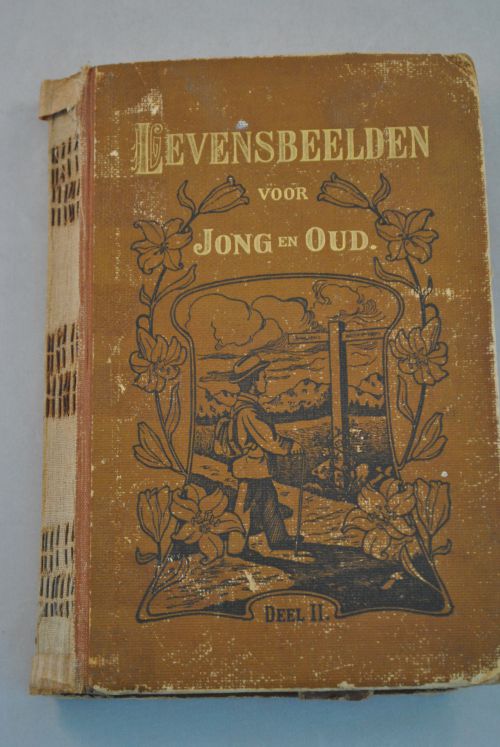 LEVENSBEELDEN
VOOR
JONG EN OUD.
DEEL II.